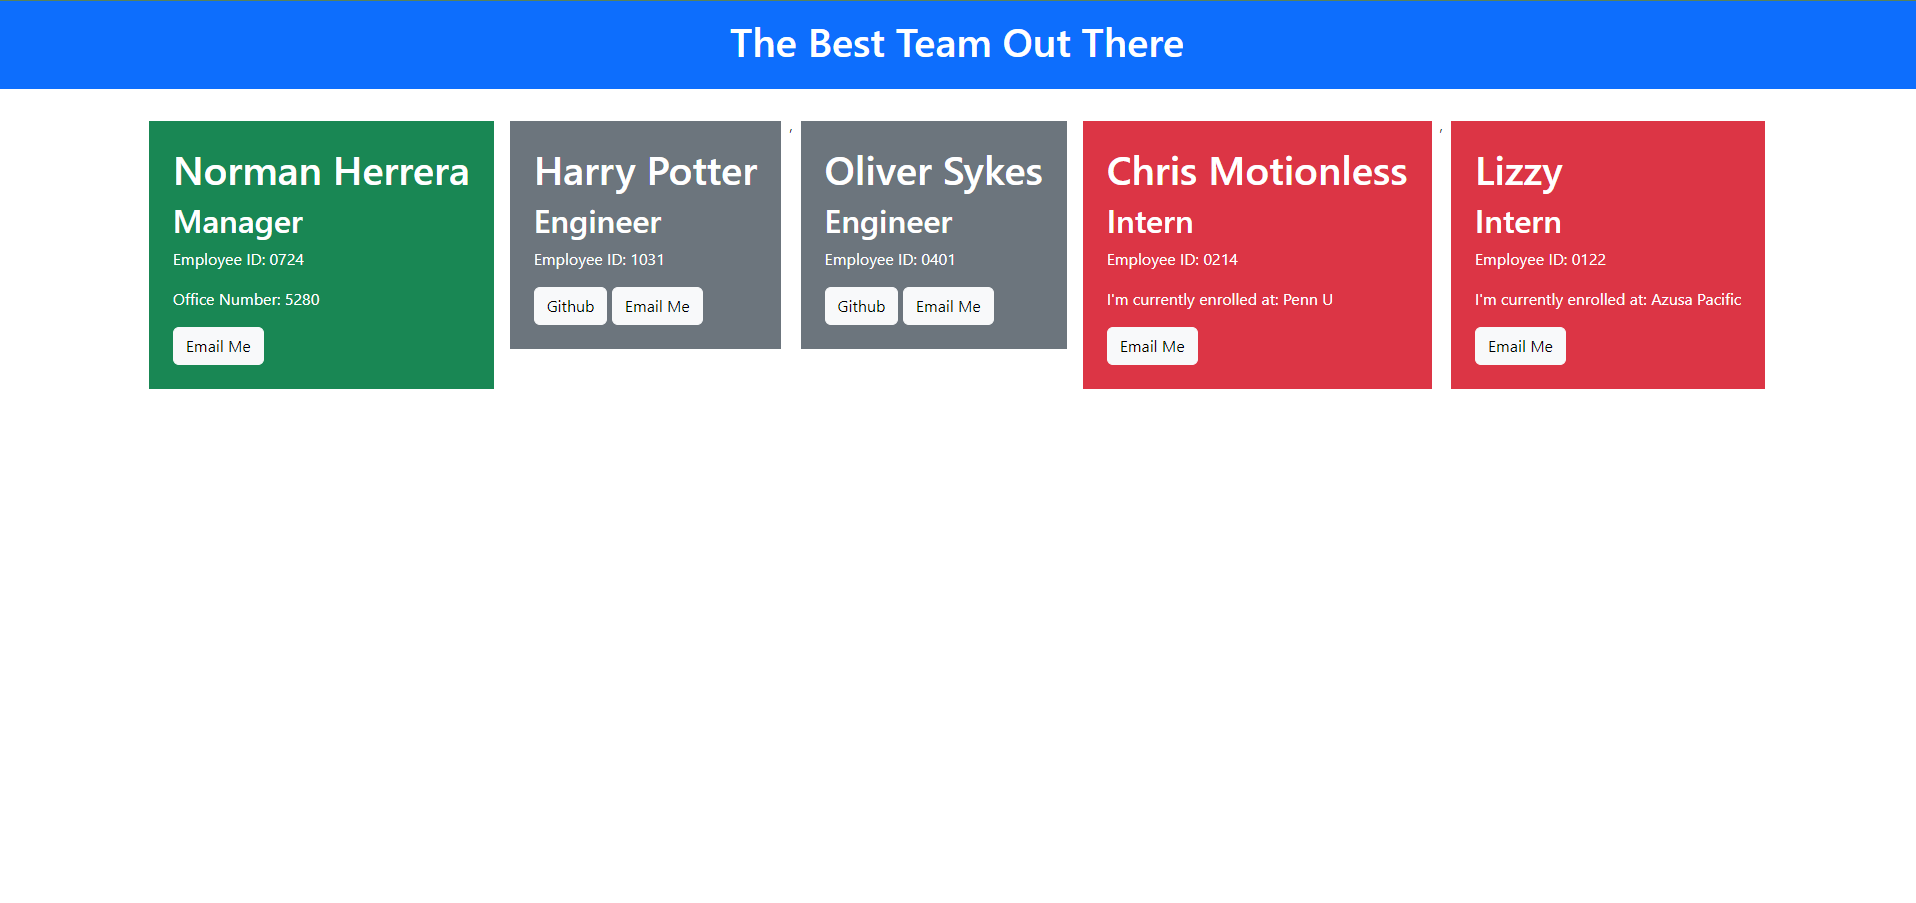 The Best Team Out There
Norman Herrera
Manager
Employee ID: 0724
Office Number: 5280
Email Me
Harry Potter
Engineer
Employee ID: 1031
Github Email Me
,
Oliver Sykes
Engineer
Employee ID: 0401
Github Email Me
Chris Motionless
Intern
Employee ID: 0214
I'm currently enrolled at: Penn U
Email Me
,
Lizzy
Intern
Employee ID: 0122
I'm currently enrolled at: Azusa Pacific
Email Me